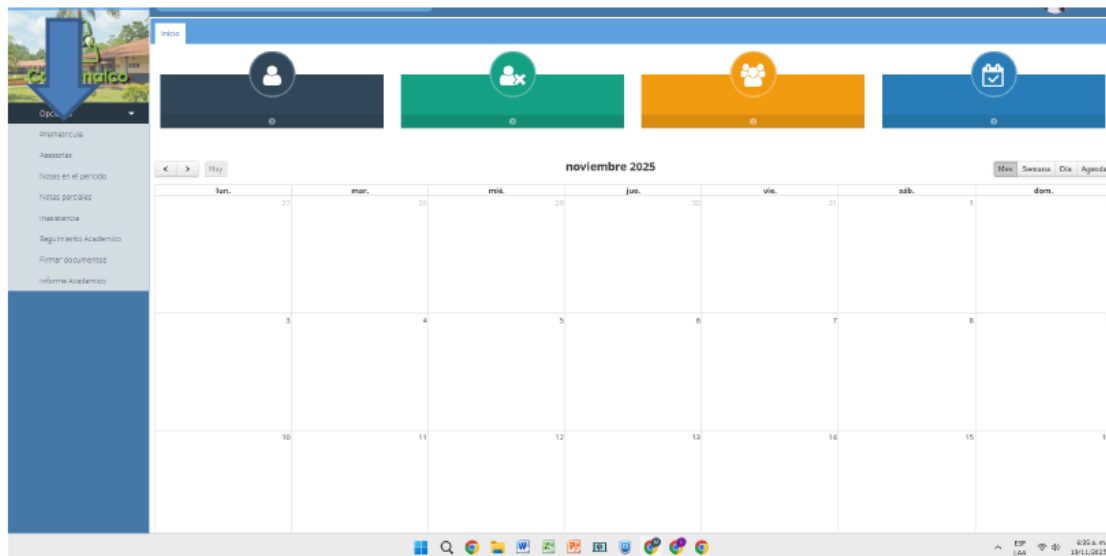 Inicio
Prematricula
Asesorías
Notas en el periodo
Notas parciales
Inasistencia
Seguimiento Academico
Firmar documentos
Informe Academico
Hoy
noviembre 2025
Mes Semana Día Agenda
lun. mar. mié. jue. vie. sáb. dom.
27 28 29 30 31 1
3 4 5 6 7 8
10 11 12 13 14 15
ESP
LAA
6:35 a. m.